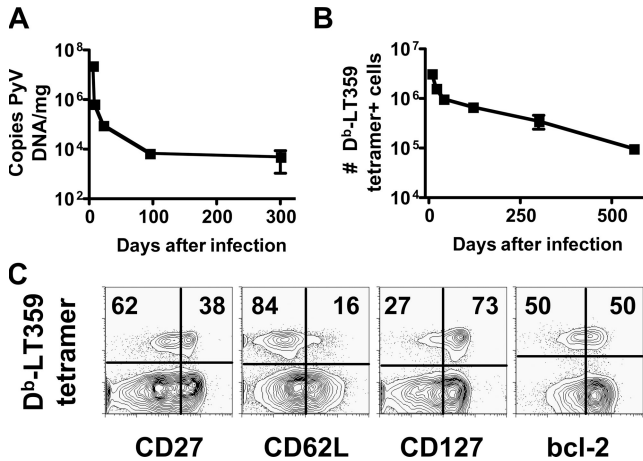 A
B
Copies PyV
DNA/mg
10^8
10^6
10^4
10^2
0
100
200
300
Days after infection
# D^b-LT359
tetramer+ cells
10^7
10^6
10^5
10^4
0
250
500
Days after infection
C
D^b-LT359
tetramer
62
38
84
16
27
73
50
50
CD27
CD62L
CD127
bcl-2